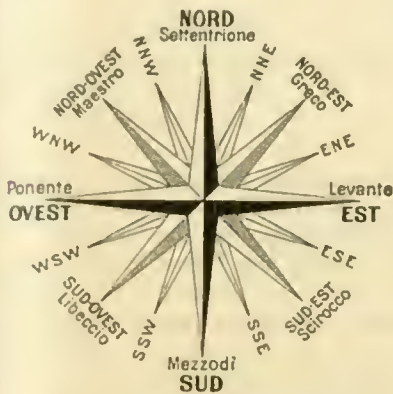 NORD
Settentrione
NNW
NNE
NORD-OVEST
Maestro
NORD-EST
Greco
WNW
ENE
Ponente
OVEST
Levante
EST
WSW
ESE
SUD-OVEST
Libeccio
SUD-EST
Scirocco
SSW
SSE
Mezzodì
SUD